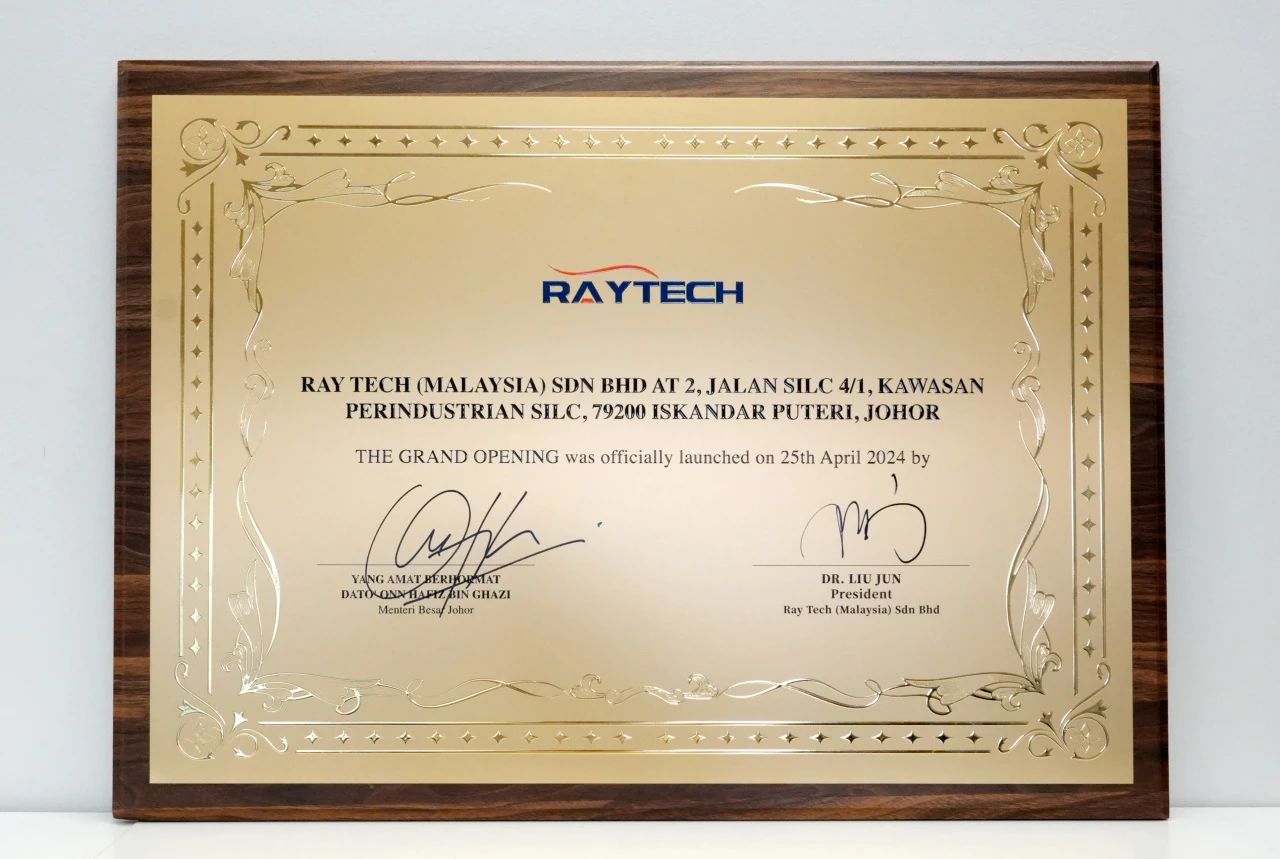 RAYTECH
RAY TECH (MALAYSIA) SDN BHD AT 2, JALAN SILC 4/1, KAWASAN
PERINDUSTRIAN SILC, 79200 ISKANDAR PUTERI, JOHOR
THE GRAND OPENING was officially launched on 25th April 2024 by
YANG AMAT BERHORMAT
DATO' ONN HAFIZ BIN GHAZI
Menteri Besar Johor
DR. LIU JUN
President
Ray Tech (Malaysia) Sdn Bhd